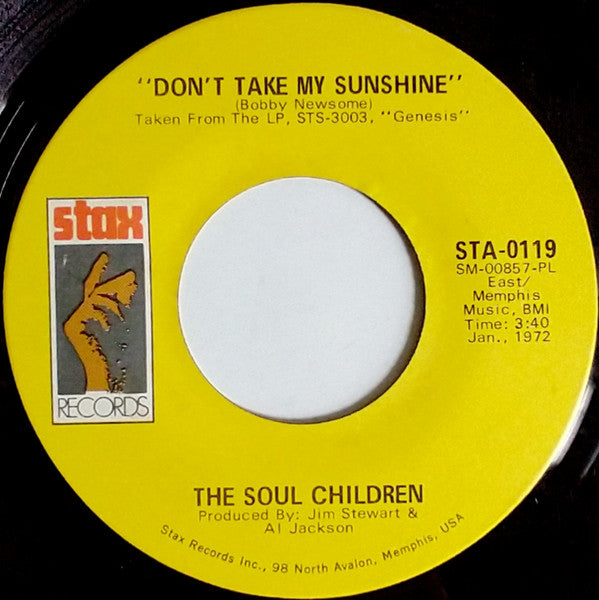 "DON'T TAKE MY SUNSHINE"
(Bobby Newsome)
Taken From The LP, STS-3003, "Genesis"
stax
RECORDS
STA-0119
SM-00857-PL
East/
Memphis
Music, BMI
Time: 3:40
Jan., 1972
THE SOUL CHILDREN
Produced By: Jim Stewart &
Al Jackson
Stax Records Inc., 98 North Avalon, Memphis, USA